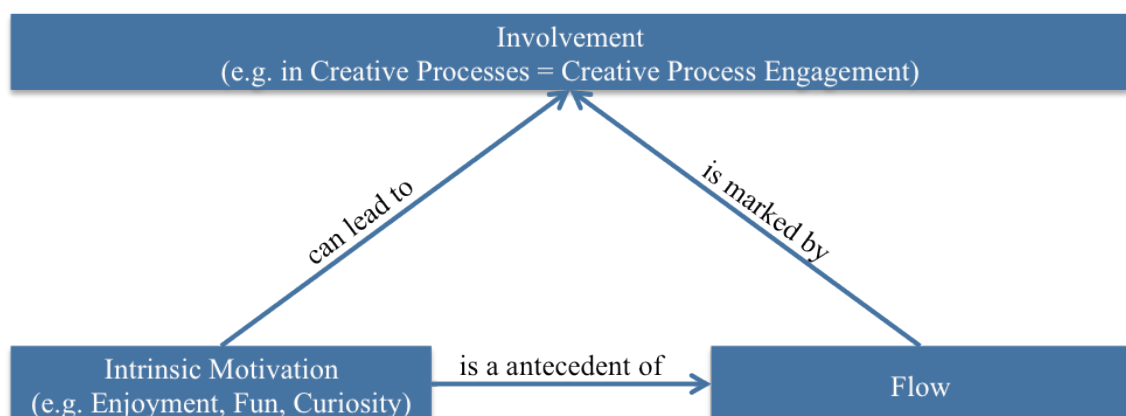 Involvement
(e.g. in Creative Processes = Creative Process Engagement)
can lead to
is marked by
Intrinsic Motivation
(e.g. Enjoyment, Fun, Curiosity)
is a antecedent of
Flow